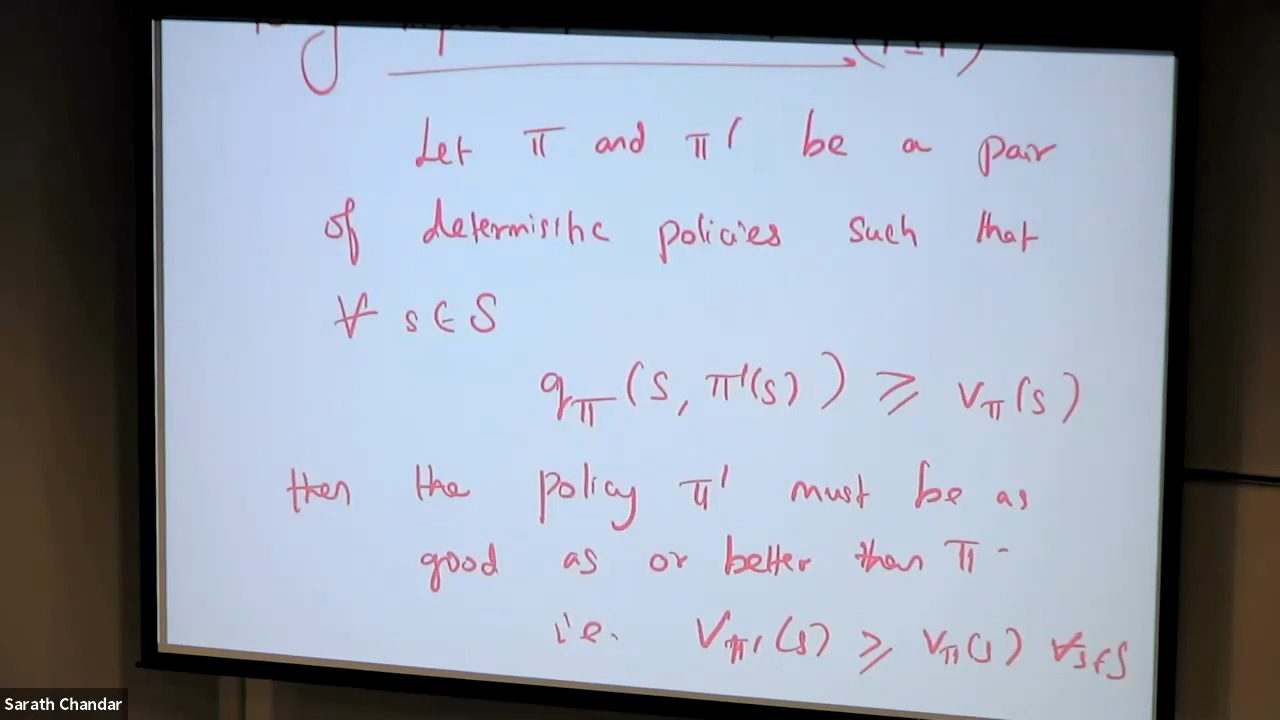 Let π and π' be a pair
of determisthc policies such that
∀ s ∈ S
q_π(s, π'(s)) ⩾ v_π(s)
then the policy π' must be as
good as or better than π -
i.e. v_π'(s) ⩾ v_π(s) ∀s∈S
Sarath Chandar